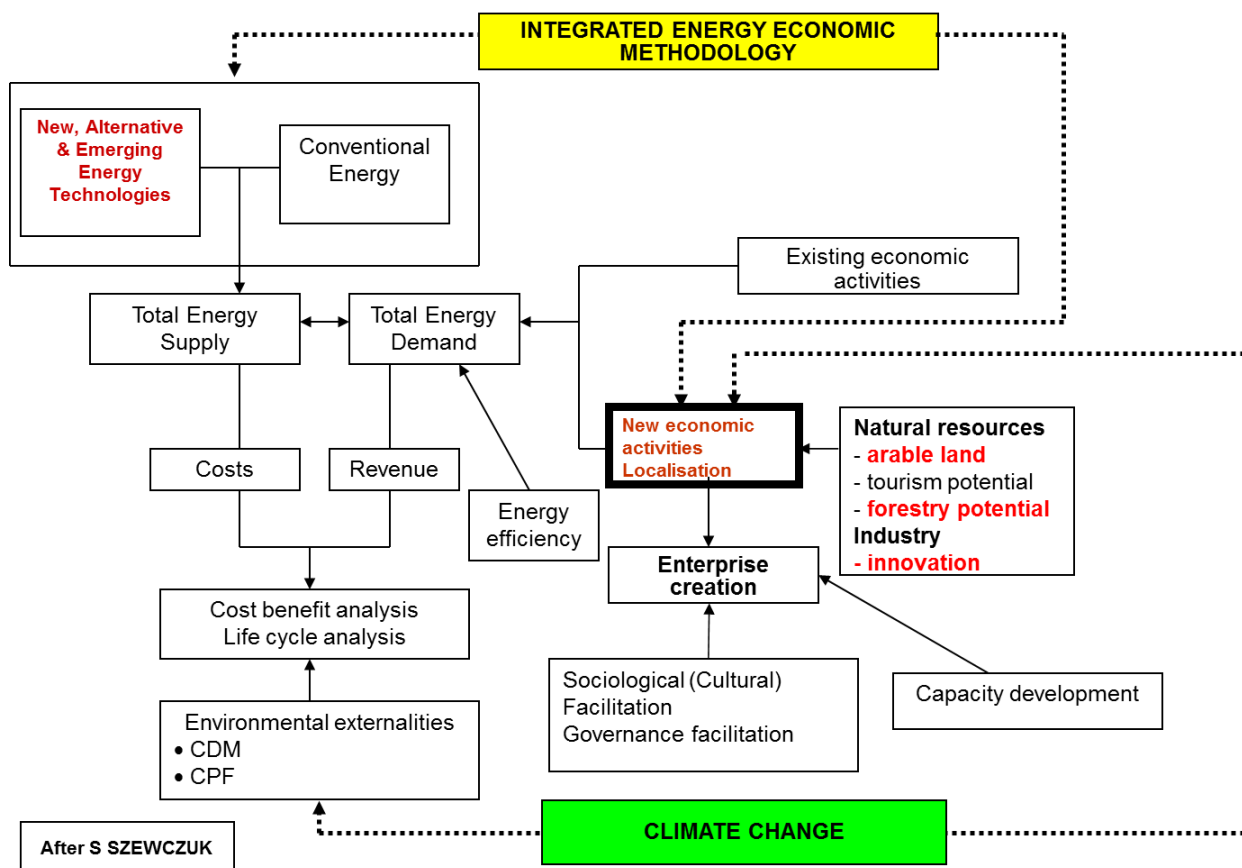 INTEGRATED ENERGY ECONOMIC
METHODOLOGY
New, Alternative
& Emerging
Energy
Technologies
Conventional
Energy
Existing economic
activities
Total Energy
Supply
Total Energy
Demand
New economic
activities
Localisation
Natural resources
- arable land
- tourism potential
- forestry potential
Industry
- innovation
Costs
Revenue
Energy
efficiency
Enterprise
creation
Cost benefit analysis
Life cycle analysis
Sociological (Cultural)
Facilitation
Governance facilitation
Capacity development
Environmental externalities
• CDM
• CPF
CLIMATE CHANGE
After S SZEWCZUK